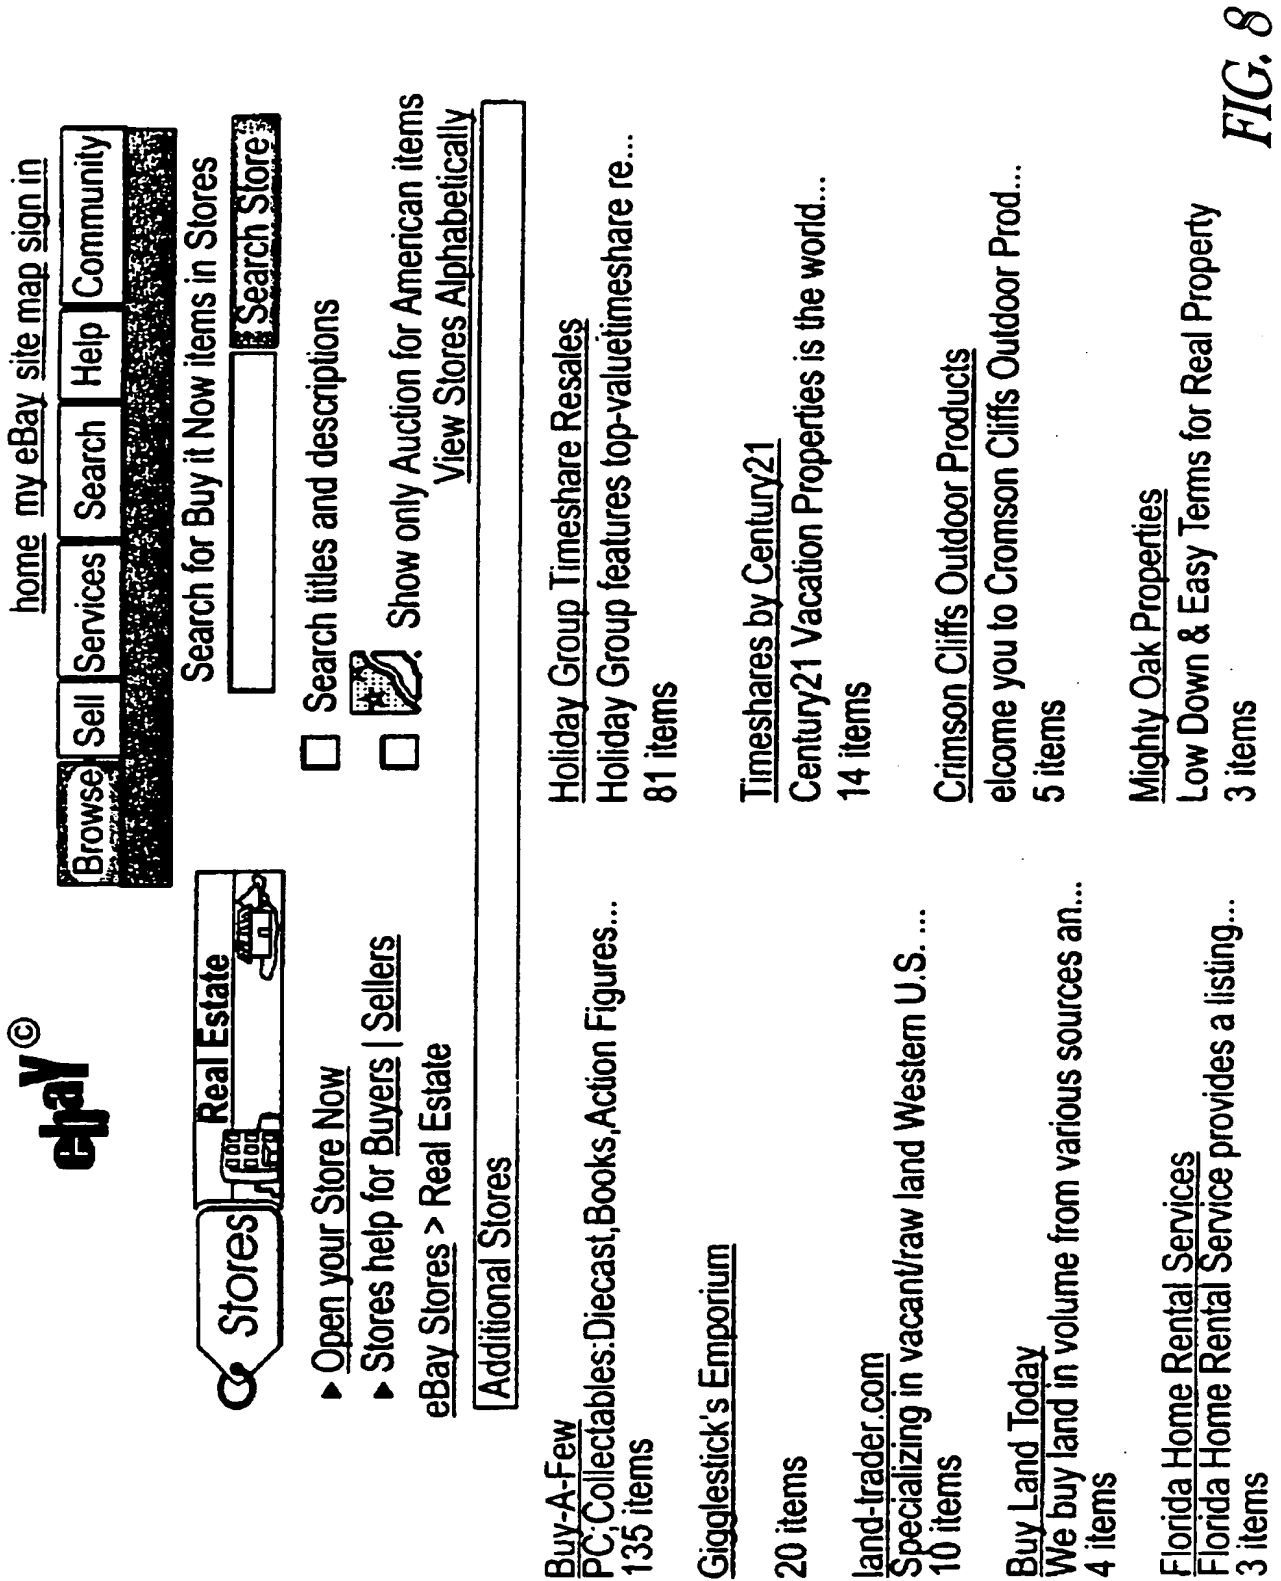 ebaY©
home my eBay site map sign in
Browse Sell Services Search Help Community
Stores Real Estate
Search for Buy it Now items in Stores
Search Store
▶ Open your Store Now
▶ Stores help for Buyers | Sellers
Search titles and descriptions
Show only Auction for American items
eBay Stores > Real Estate
View Stores Alphabetically
Additional Stores
Buy-A-Few
PC;Collectables:Diecast,Books,Action Figures...
135 items
Holiday Group Timeshare Resales
Holiday Group features top-valuetimeshare re...
81 items
Gigglestick's Emporium
20 items
Timeshares by Century21
Century21 Vacation Properties is the world...
14 items
land-trader.com
Specializing in vacant/raw land Western U.S. ...
10 items
Crimson Cliffs Outdoor Products
elcome you to Cromson Cliffs Outdoor Prod...
5 items
Buy Land Today
We buy land in volume from various sources an...
4 items
Mighty Oak Properties
Low Down & Easy Terms for Real Property
3 items
Florida Home Rental Services
Florida Home Rental Service provides a listing...
3 items
FIG. 8